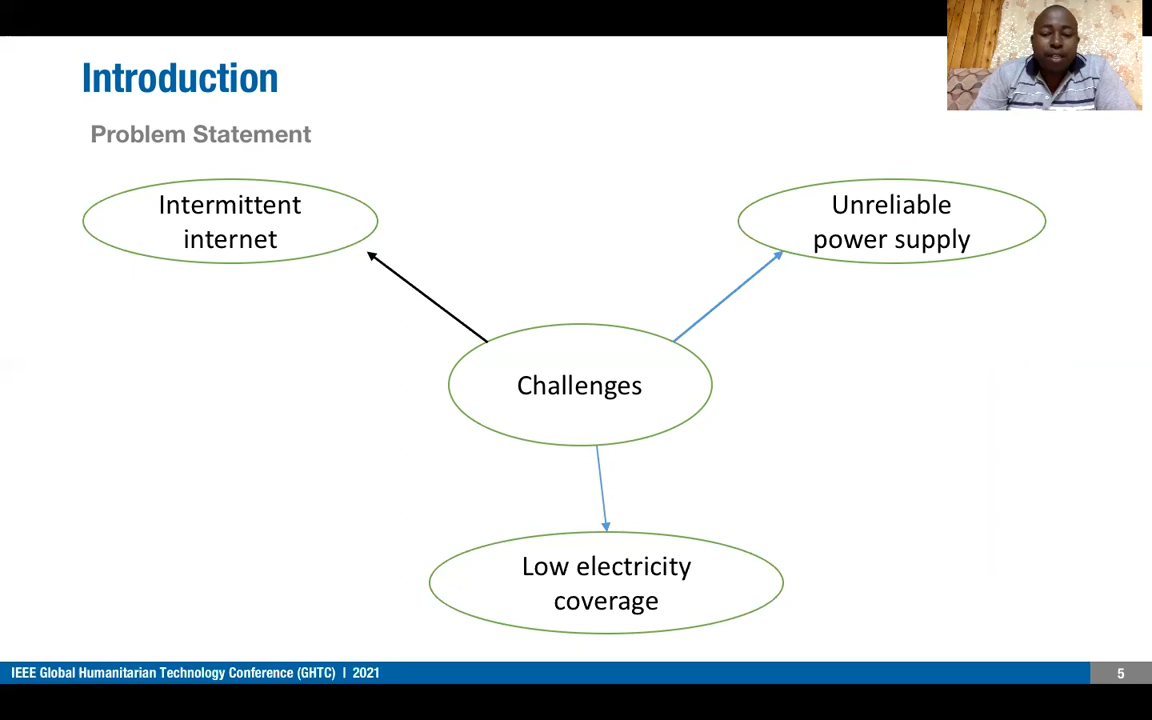 Introduction
Problem Statement
Intermittent
internet
Unreliable
power supply
Challenges
Low electricity
coverage
IEEE Global Humanitarian Technology Conference (GHTC) | 2021
5